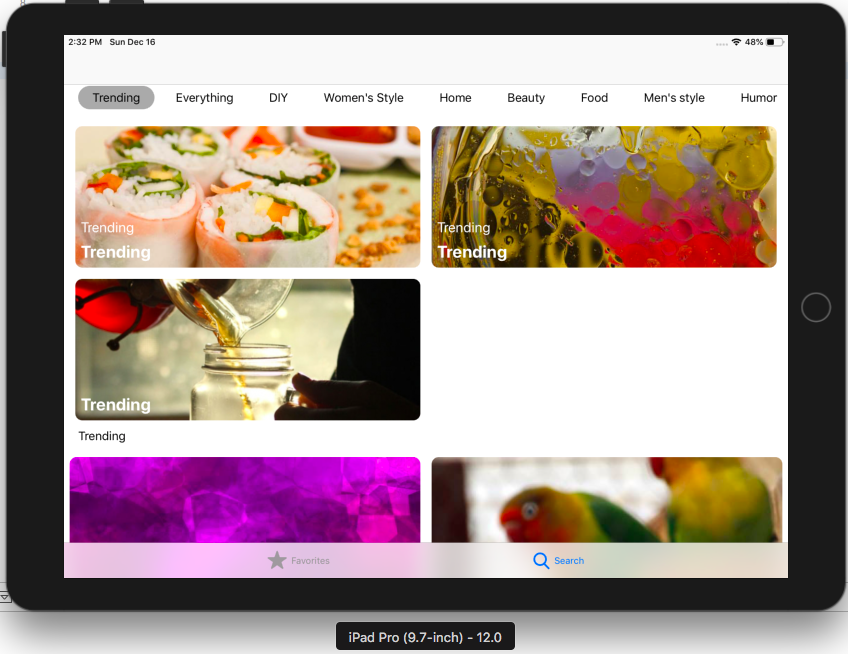 2:32 PM Sun Dec 16 48%
Trending Everything DIY Women's Style Home Beauty Food Men's style Humor
Trending
Trending
Trending
Trending
Trending
Trending
Favorites Search
iPad Pro (9.7-inch) - 12.0